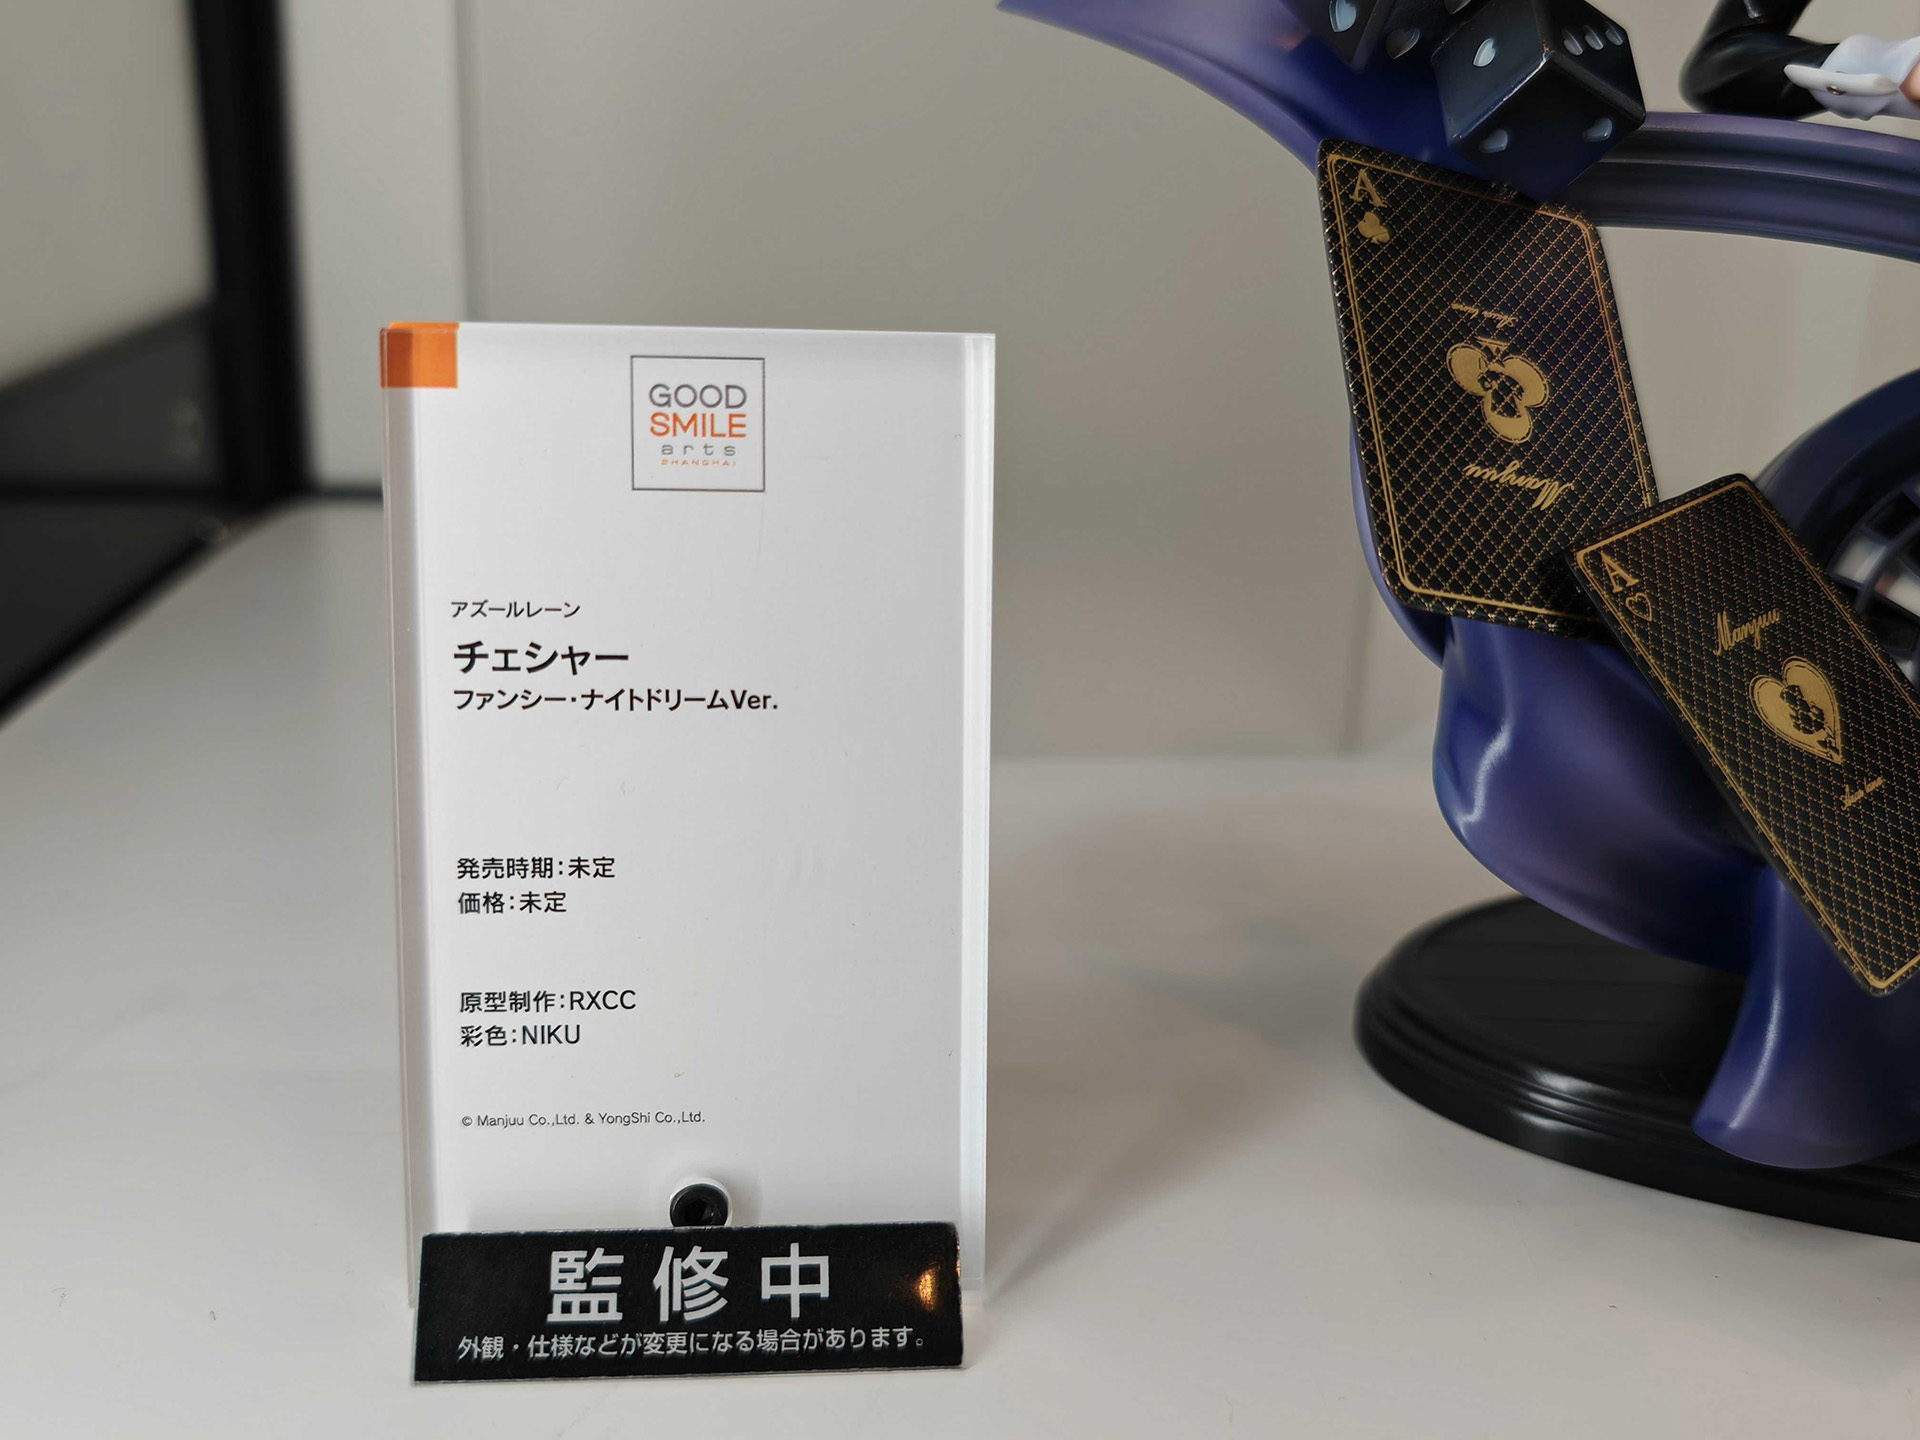 GOOD
SMILE
arts
SHANGHAI
アズールレーン
チェシャー
ファンシー・ナイトドリームVer.
発売時期：未定
価格：未定
原型制作：RXCC
彩色：NIKU
© Manjuu Co.,Ltd. & YongShi Co.,Ltd.
監修中
外観・仕様などが変更になる場合があります。
A
A
Manjuu
A
Manjuu